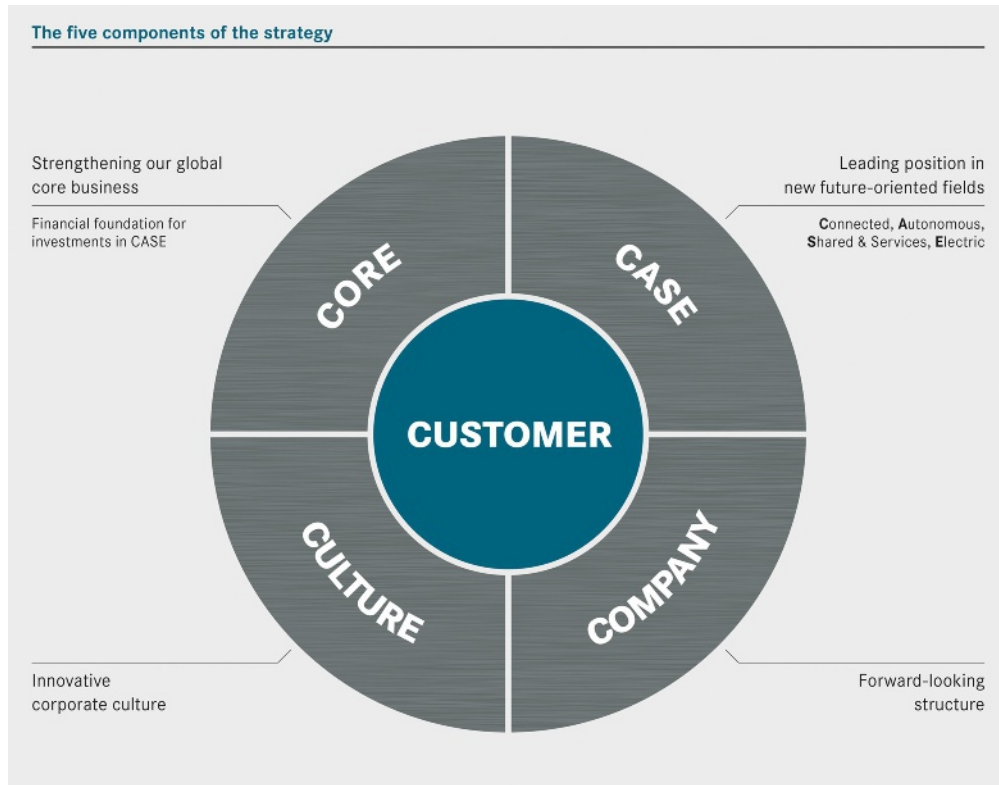 The five components of the strategy
Strengthening our global
core business
Financial foundation for
investments in CASE
Leading position in
new future-oriented fields
Connected, Autonomous,
Shared & Services, Electric
CORE
CASE
CUSTOMER
CULTURE
COMPANY
Innovative
corporate culture
Forward-looking
structure